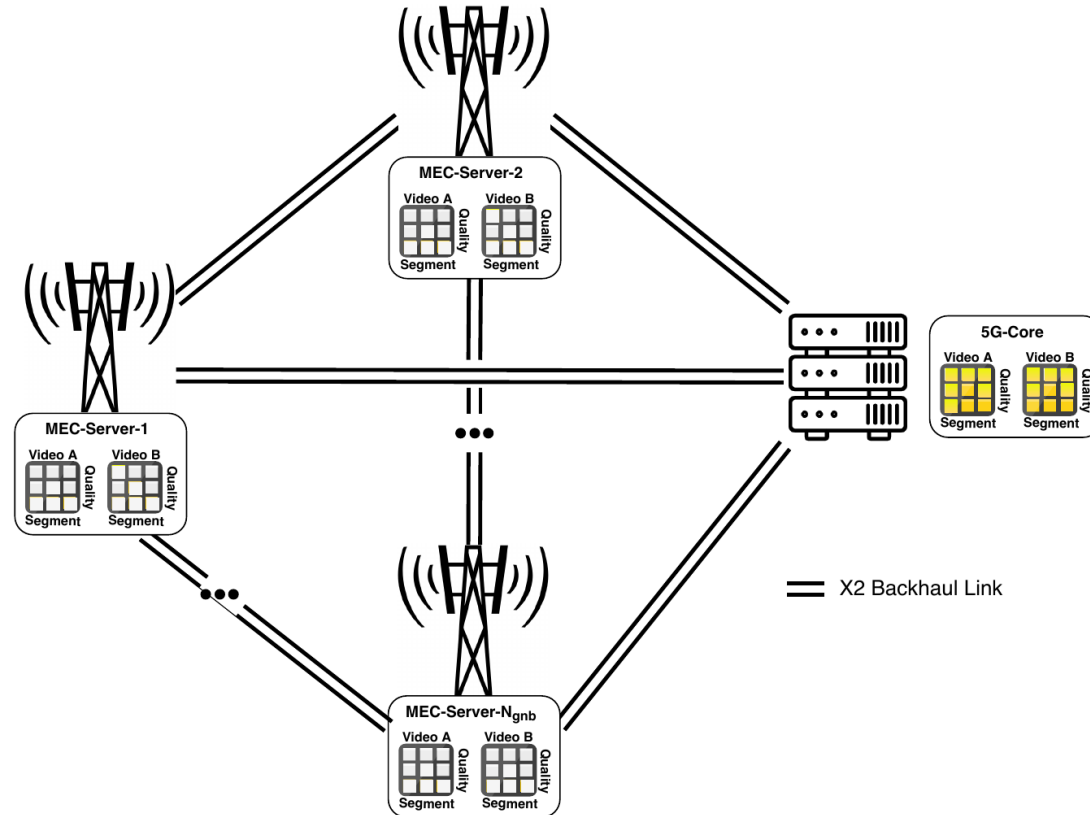 MEC-Server-2
Video A Video B
Quality Quality
Segment Segment
5G-Core
Video A Video B
Quality Quality
Segment Segment
MEC-Server-1
Video A Video B
Quality Quality
Segment Segment
X2 Backhaul Link
MEC-Server-Ngnb
Video A Video B
Quality Quality
Segment Segment